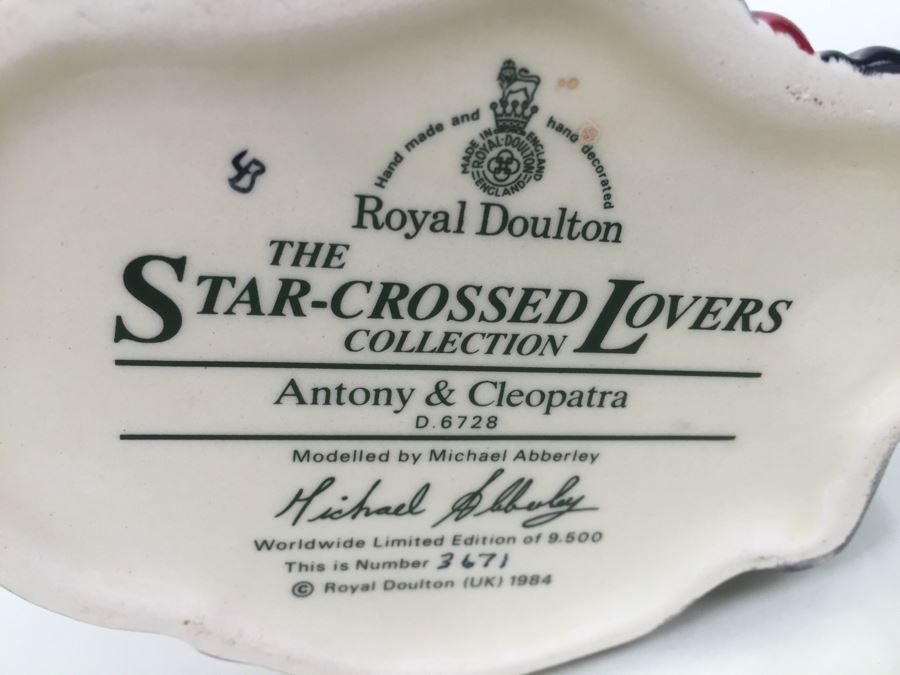 Hand made and hand decorated
MADE IN ENGLAND
ROYAL·DOULTON
ENGLAND
Royal Doulton
THE
STAR-CROSSED LOVERS
COLLECTION
Antony & Cleopatra
D.6728
Modelled by Michael Abberley
Michael Abberley
Worldwide Limited Edition of 9.500
This is Number 3671
© Royal Doulton (UK) 1984